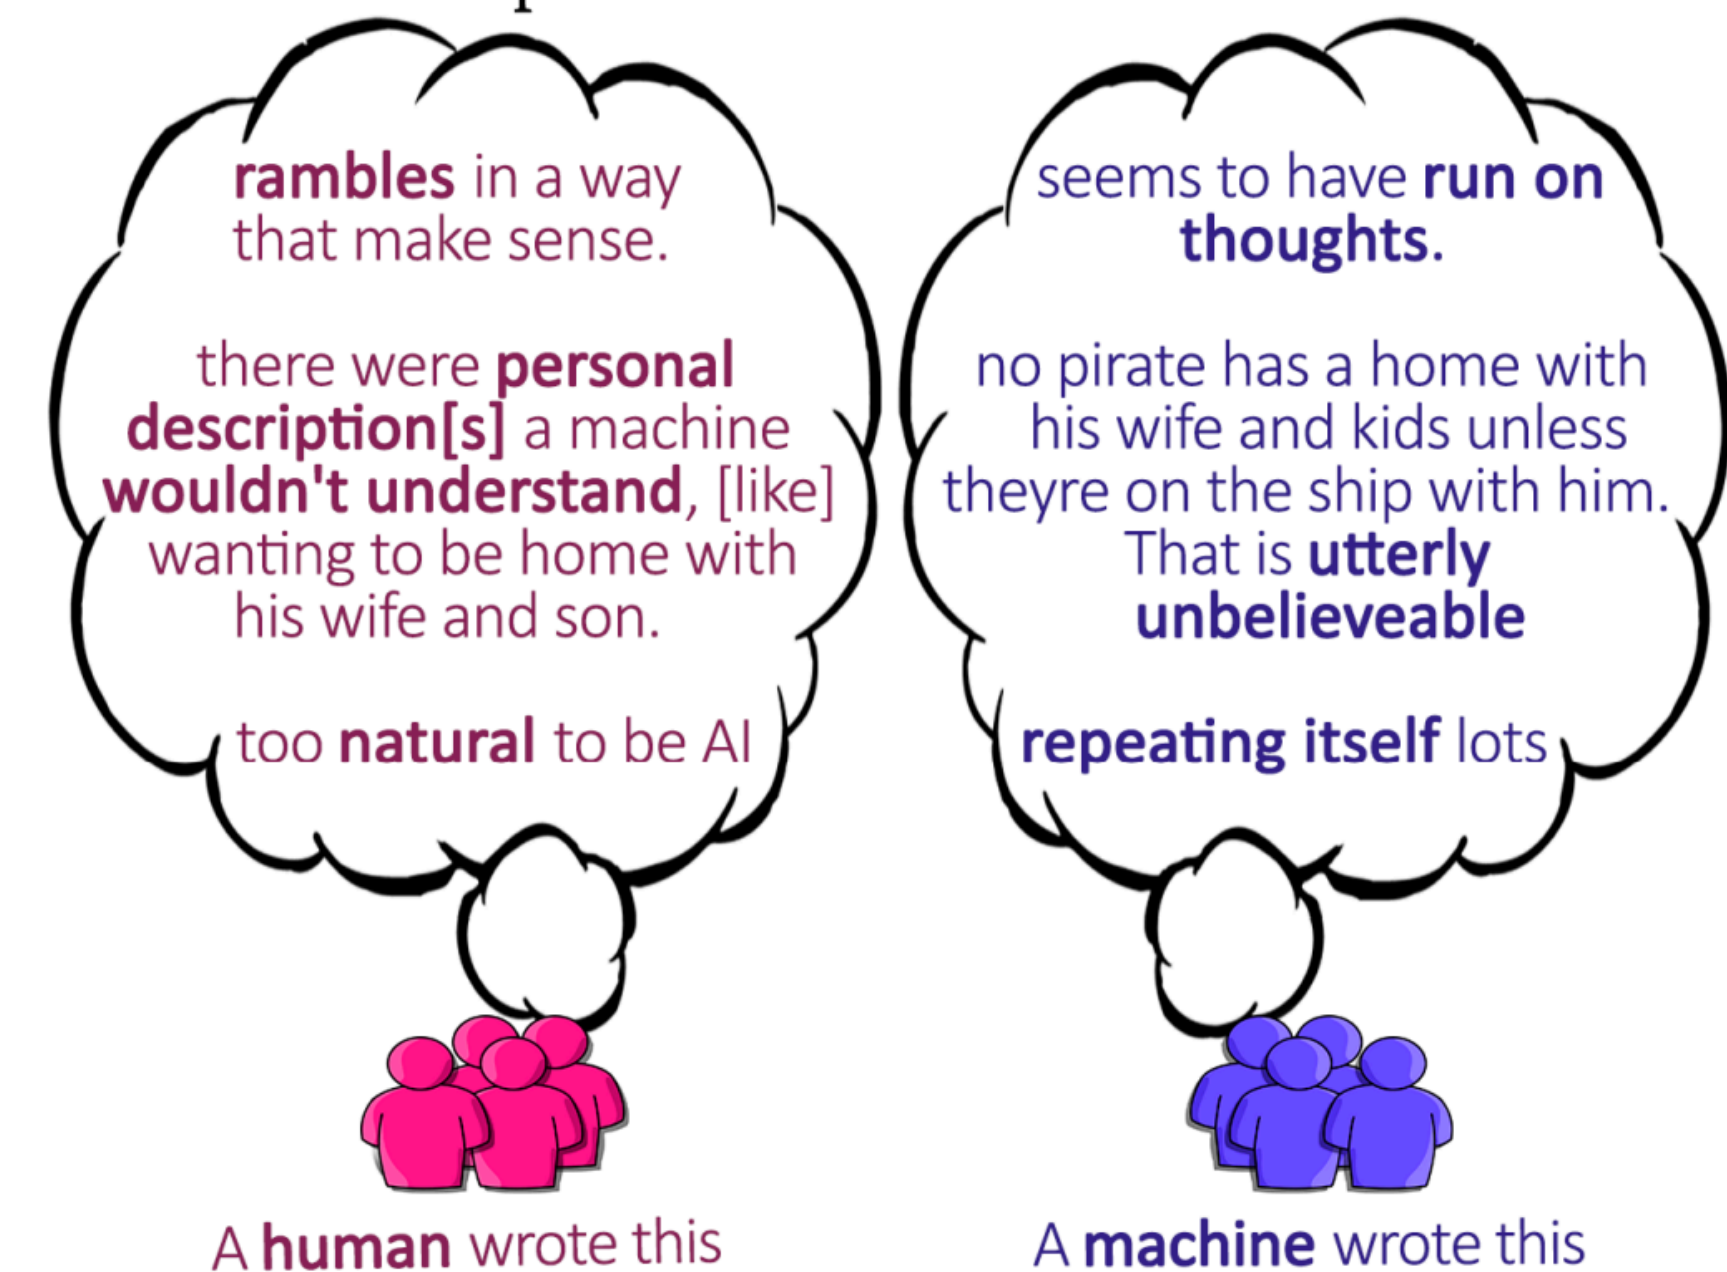 rambles in a way
that make sense.
there were personal
description[s] a machine
wouldn't understand, [like]
wanting to be home with
his wife and son.
too natural to be AI
A human wrote this
seems to have run on
thoughts.
no pirate has a home with
his wife and kids unless
theyre on the ship with him.
That is utterly
unbelieveable
repeating itself lots
A machine wrote this